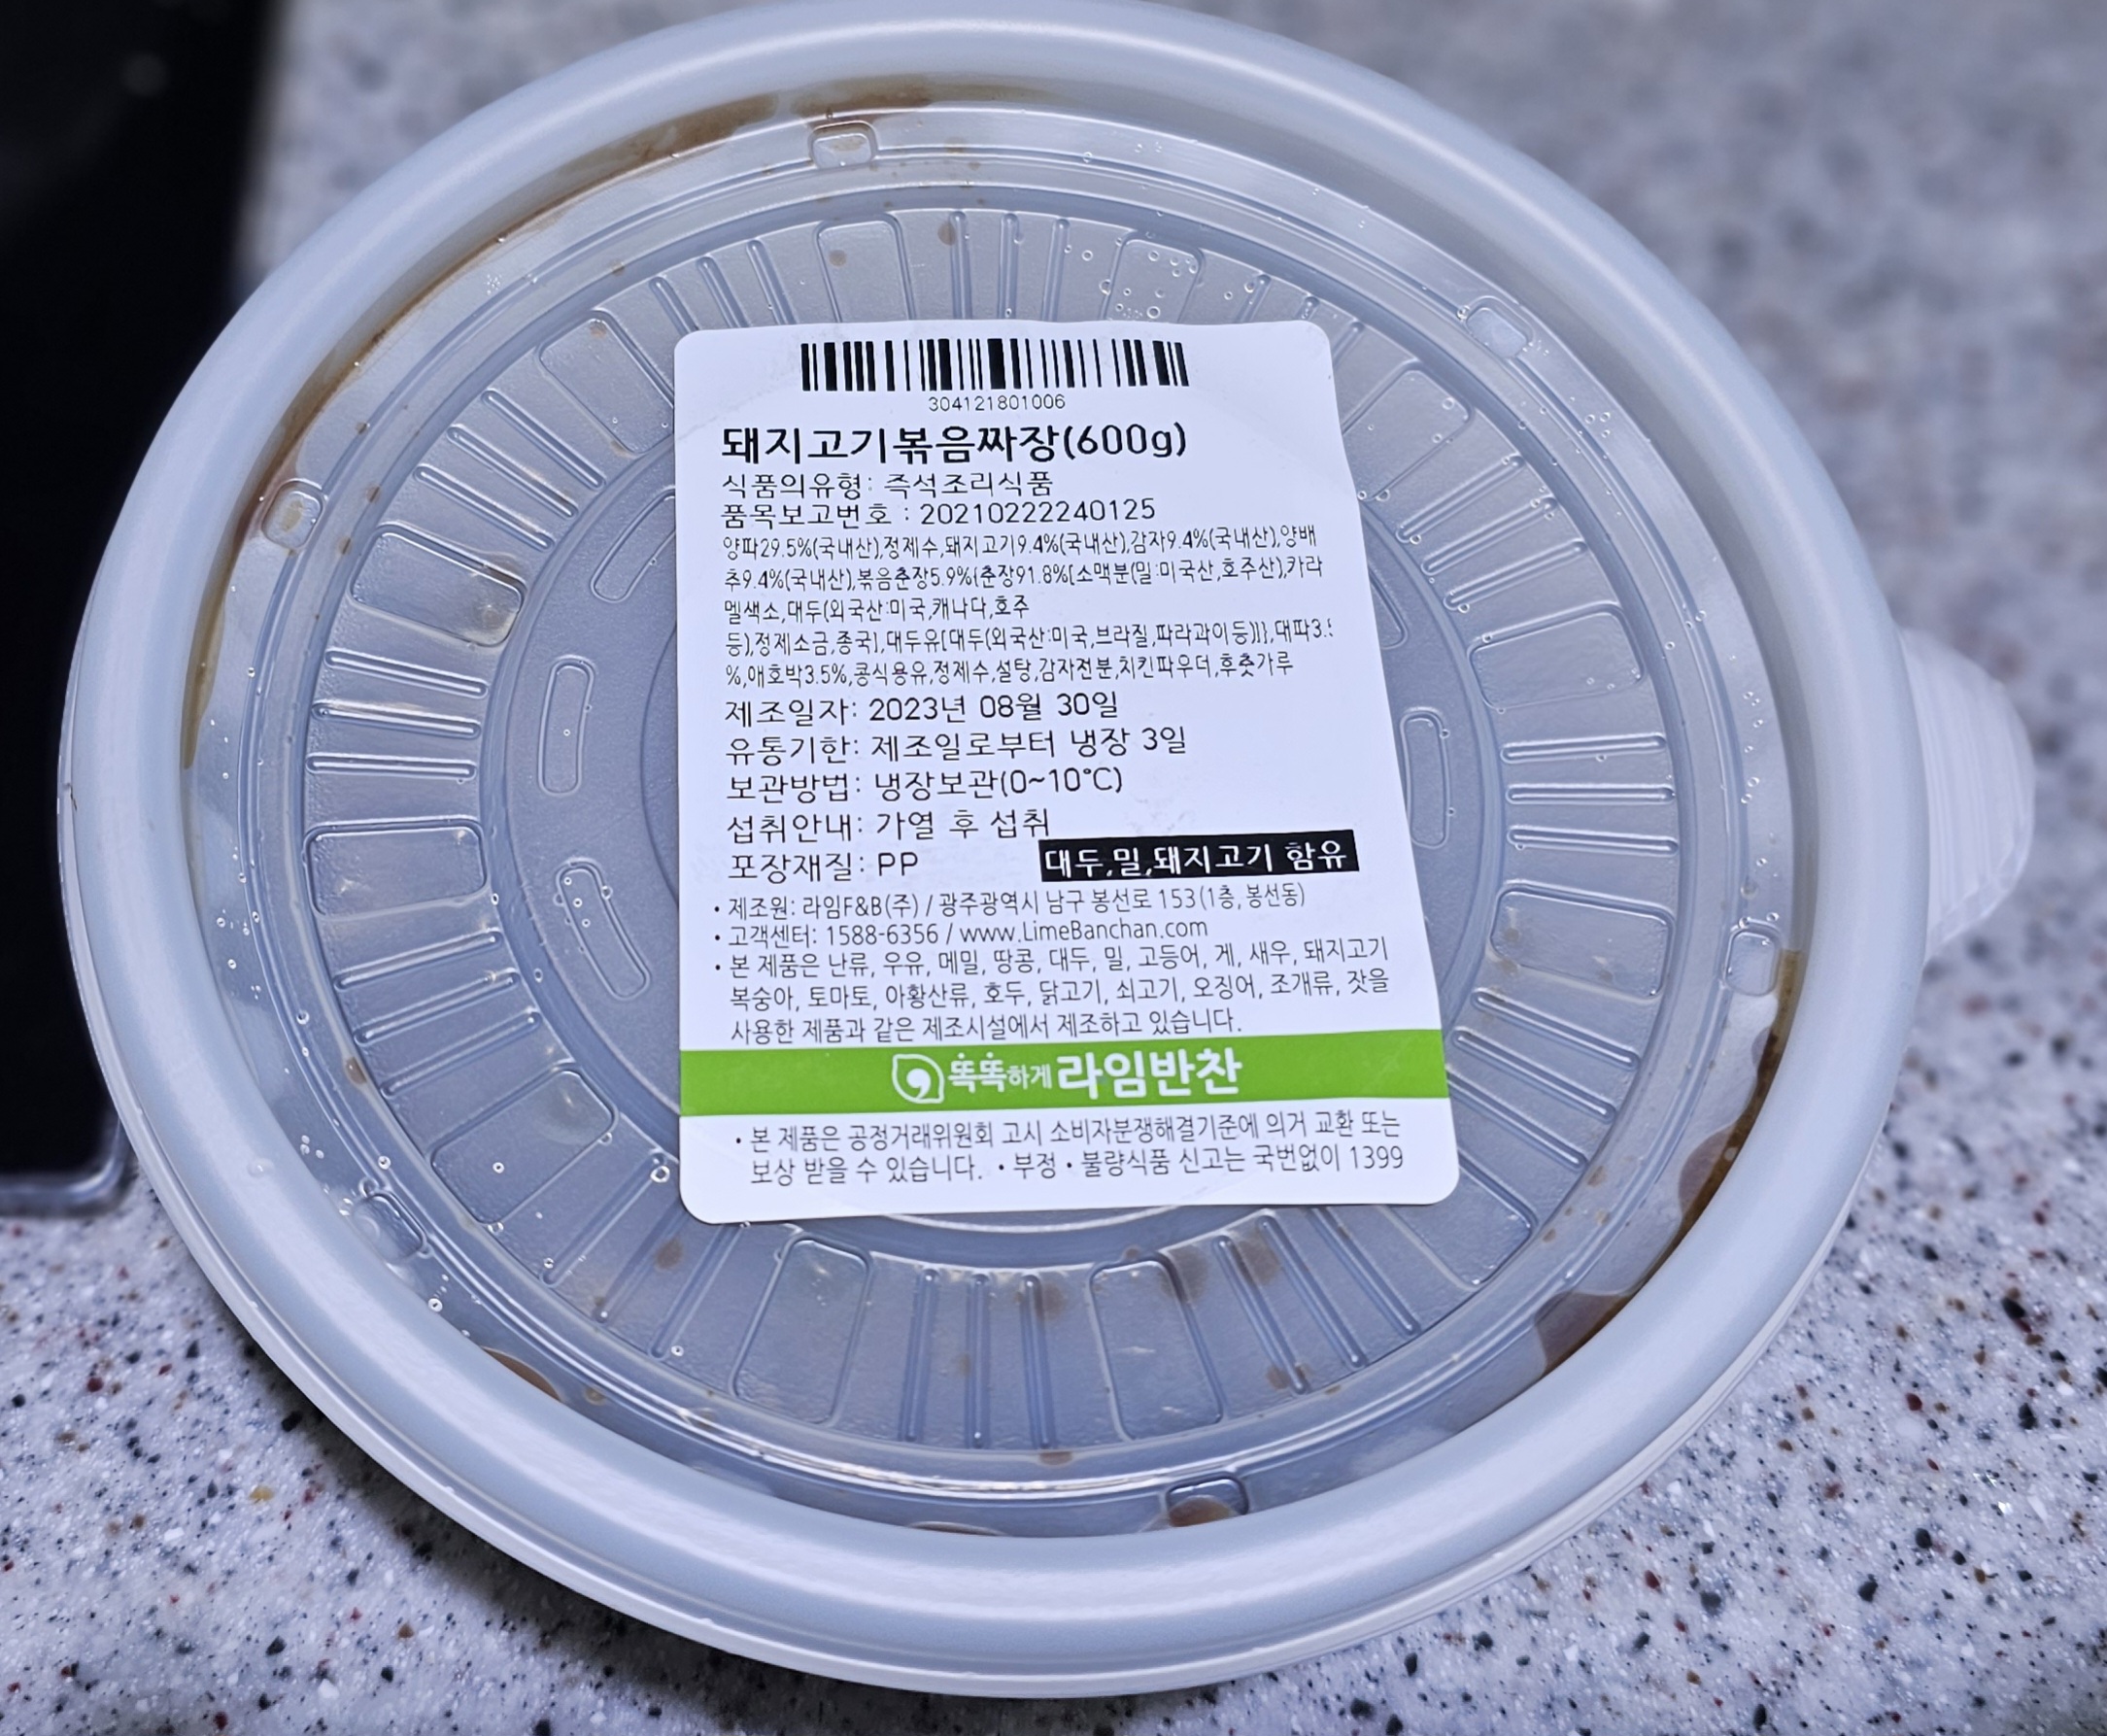 304121801006
돼지고기볶음짜장(600g)
식품의유형: 즉석조리식품
품목보고번호 : 20210222240125
양파29.5%(국내산),정제수,돼지고기9.4%(국내산),감자9.4%(국내산),양배
추9.4%(국내산),볶음춘장5.9%{춘장91.8%[소맥분(밀:미국산,호주산),카라
멜색소,대두(외국산:미국,캐나다,호주
등),정제소금,종국],대두유[대두(외국산:미국,브라질,파라과이등)]},대파3.5
%,애호박3.5%,콩식용유,정제수,설탕,감자전분,치킨파우더,후춧가루
제조일자: 2023년 08월 30일
유통기한: 제조일로부터 냉장 3일
보관방법: 냉장보관(0~10°C)
섭취안내: 가열 후 섭취
포장재질: PP 대두,밀,돼지고기 함유
• 제조원: 라임F&B(주) / 광주광역시 남구 봉선로 153(1층,봉선동)
• 고객센터: 1588-6356 / www.LimeBanchan.com
• 본 제품은 난류, 우유, 메밀, 땅콩, 대두, 밀, 고등어, 게, 새우, 돼지고기
복숭아, 토마토, 아황산류, 호두, 닭고기, 쇠고기, 오징어, 조개류, 잣을
사용한 제품과 같은 제조시설에서 제조하고 있습니다.
똑똑하게 라임반찬
• 본 제품은 공정거래위원회 고시 소비자분쟁해결기준에 의거 교환 또는
보상 받을 수 있습니다. • 부정 • 불량식품 신고는 국번없이 1399